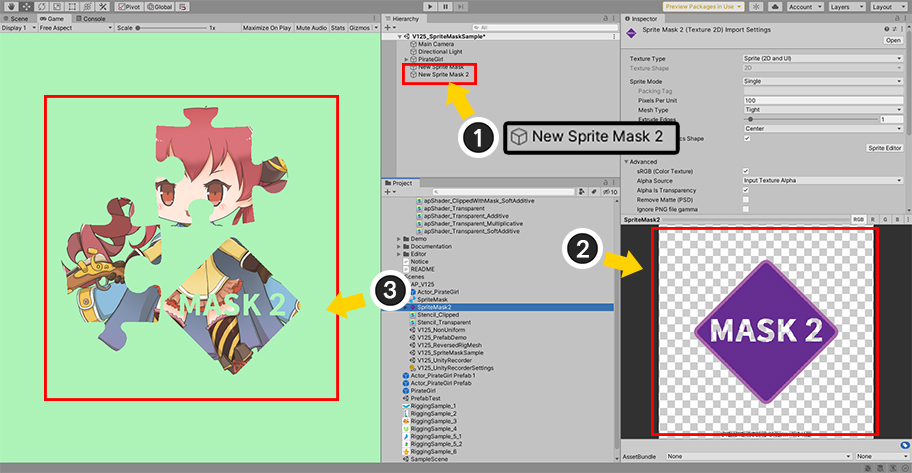 Pivot
Global
Preview Packages in Use
Account
Layers
Layout
Scene
Game
Console
Display 1
Free Aspect
Scale
1x
Maximize On Play
Mute Audio
Stats
Gizmos
MASK 2
3
Hierarchy
All
V125_SpriteMaskSample*
Main Camera
Directional Light
PirateGirl
New Sprite Mask
New Sprite Mask 2
1
New Sprite Mask 2
Project
10
apShader_ClippedWithMask_SoftAdditive
apShader_Transparent
apShader_Transparent_Additive
apShader_Transparent_Multiplicative
apShader_Transparent_SoftAdditive
Demo
Documentation
Editor
Notice
README
Scenes
AP_V125
Actor_PirateGirl
SpriteMask
SpriteMask2
Stencil_Clipped
Stencil_Transparent
V125_NonUniform
V125_PrefabDemo
V125_ReversedRigMesh
V125_SpriteMaskSample
V125_UnityRecorder
V125_UnityRecorderSettings
Actor_PirateGirl Prefab 1
Actor_PirateGirl Prefab
PirateGirl
PrefabTest
RiggingSample_1
RiggingSample_2
RiggingSample_3
RiggingSample_4
RiggingSample_5_1
RiggingSample_5_2
RiggingSample_6
SampleScene
2
Inspector
Sprite Mask 2 (Texture 2D) Import Settings
Open
Texture Type
Sprite (2D and UI)
Texture Shape
2D
Sprite Mode
Single
Packing Tag
Pixels Per Unit
100
Mesh Type
Tight
Extrude Edges
1
Center
Shape
Sprite Editor
Advanced
sRGB (Color Texture)
Alpha Source
Input Texture Alpha
Alpha Is Transparency
Remove Matte (PSD)
Ignore PNG file gamma
SpriteMask2
RGB
R
G
B
MASK 2
AssetBundle
None
None